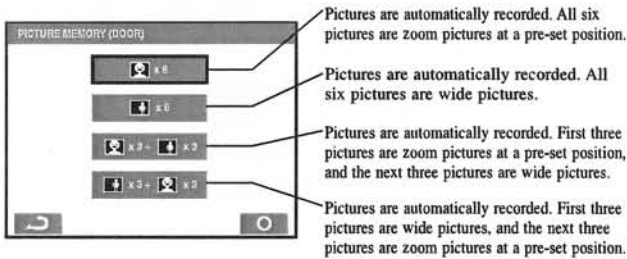 PICTURE MEMORY (DOOR)
x 6
x 6
x 3 + x 3
x 3 + x 3
Pictures are automatically recorded. All six
pictures are zoom pictures at a pre-set position.
Pictures are automatically recorded. All
six pictures are wide pictures.
Pictures are automatically recorded. First three
pictures are zoom pictures at a pre-set position,
and the next three pictures are wide pictures.
Pictures are automatically recorded. First three
pictures are wide pictures, and the next three
pictures are zoom pictures at a pre-set position.